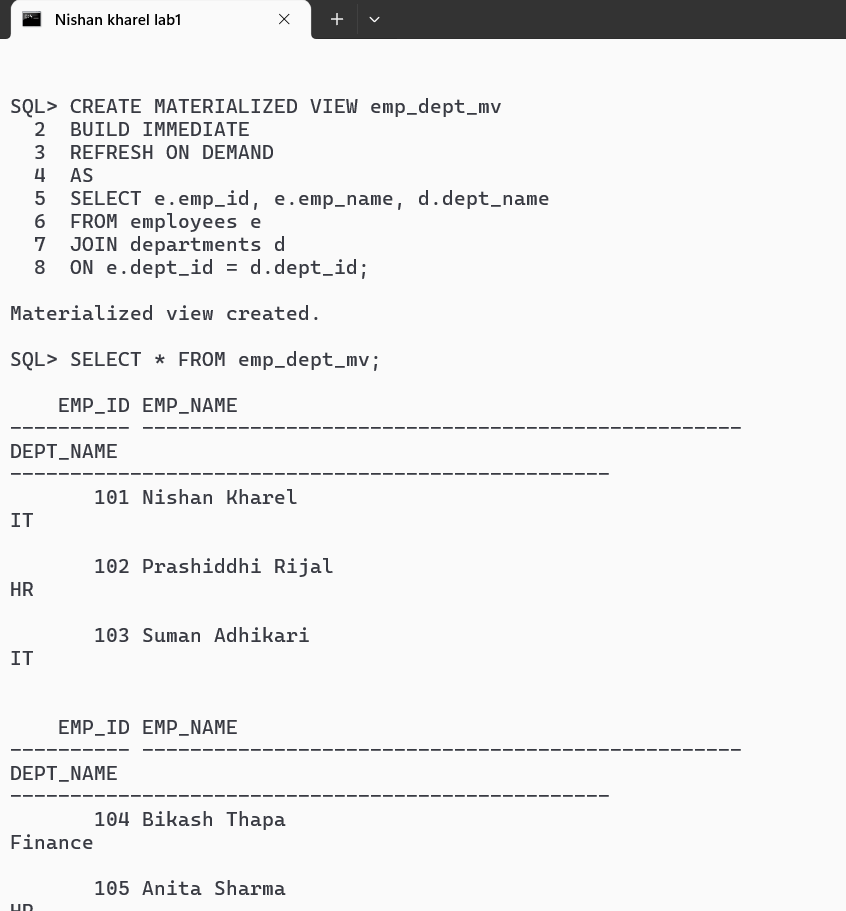 Nishan kharel lab1
SQL> CREATE MATERIALIZED VIEW emp_dept_mv
2 BUILD IMMEDIATE
3 REFRESH ON DEMAND
4 AS
5 SELECT e.emp_id, e.emp_name, d.dept_name
6 FROM employees e
7 JOIN departments d
8 ON e.dept_id = d.dept_id;
Materialized view created.
SQL> SELECT * FROM emp_dept_mv;
EMP_ID EMP_NAME
---------- --------------------------------------------------
DEPT_NAME
--------------------------------------------------
101 Nishan Kharel
IT
102 Prashiddhi Rijal
HR
103 Suman Adhikari
IT
EMP_ID EMP_NAME
---------- --------------------------------------------------
DEPT_NAME
--------------------------------------------------
104 Bikash Thapa
Finance
105 Anita Sharma
HR